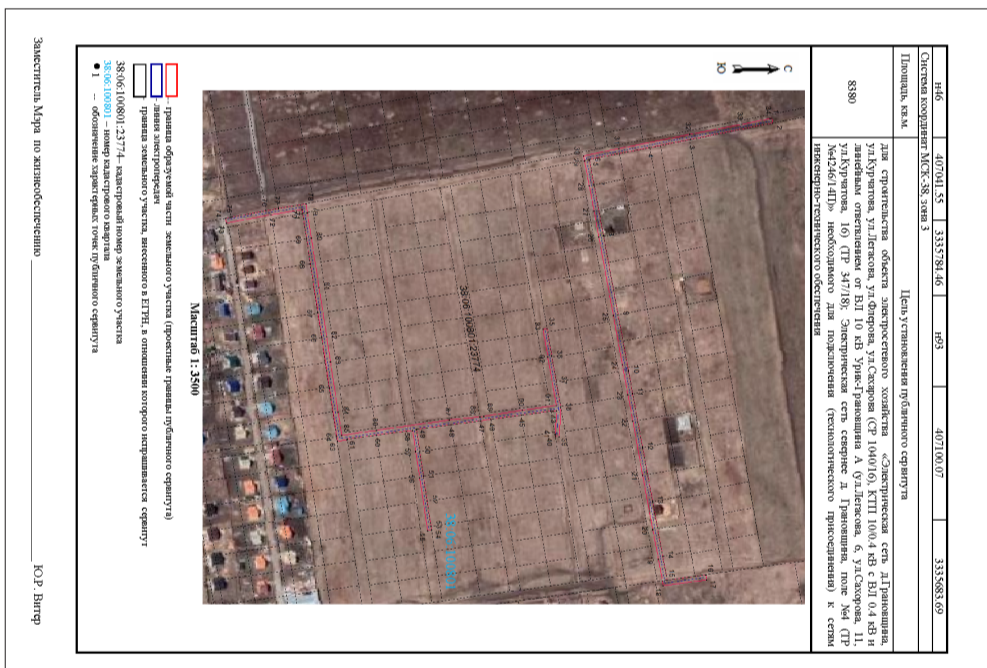 н46 407041.55 3335784.46 н93 407100.07 3335683.69
Система координат МСК-38, зона 3
Площадь, кв.м. Цель установления публичного сервитута
8380
для строительства объекта электросетевого хозяйства «Электрическая сеть д.Грановщина,
ул.Курчатова, ул.Легасова, ул.Флерова, ул.Сахарова (СР 1040/16), КТП 10/0.4 кВ с ВЛ 0.4 кВ и
линейным ответвлением от ВЛ 10 кВ Урик-Грановщина А (ул.Легасова, 6, ул.Сахорова, 11,
ул.Курчатова, 16) (ТР 347/18); Электрическая сеть севернее д. Грановщина, поле №4 (ТР
№4246/14Ц)» необходимого для подключения (технологического присоединения) к сетям
инженерно-технического обеспечения
С
Ю
38:06:100801:23774
38:06:100801
Масштаб 1: 3500
– граница образуемой части земельного участка (проектные границы публичного сервитута)
- линия электропередач
- граница земельного участка, внесенного в ЕГРН, в отношении которого испрашивается сервитут
38:06:100801:23774– кадастровый номер земельного участка
38:06:100801 – номер кадастрового квартала
● 1 – обозначение характерных точек публичного сервитута
Заместитель Мэра по жизнеобеспечению Ю.Р. Витер